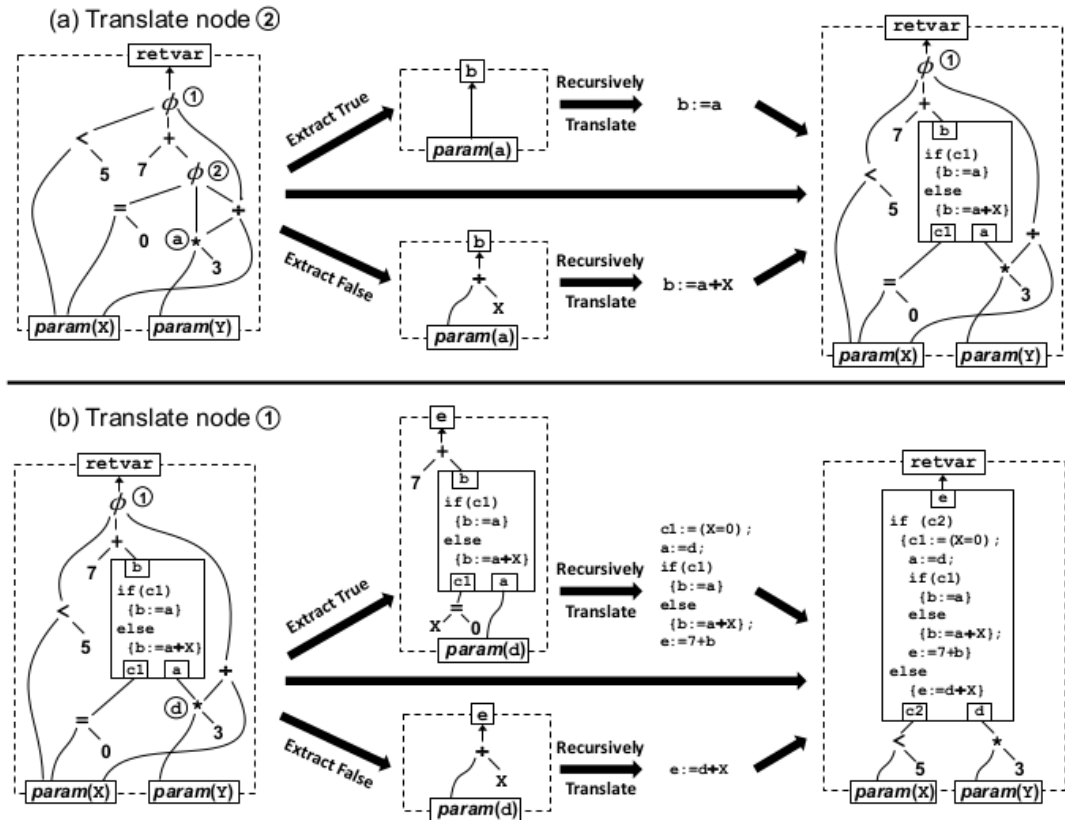 (a) Translate node ②
retvar
ϕ ①
<
5
+
7
ϕ ②
=
0
ⓐ *
3
+
param(X)
param(Y)
Extract True
b
param(a)
Recursively
Translate
b:=a
Extract False
b
+
X
param(a)
Recursively
Translate
b:=a+X
retvar
ϕ ①
+
7
b
if(c1)
{b:=a}
else
{b:=a+X}
c1
a
<
5
+
*
3
=
0
param(X)
param(Y)
(b) Translate node ①
retvar
ϕ ①
+
7
b
if(c1)
{b:=a}
else
{b:=a+X}
c1
a
<
5
+
ⓓ *
3
=
0
param(X)
param(Y)
Extract True
e
+
7
b
if(c1)
{b:=a}
else
{b:=a+X}
c1
a
=
X
0
param(d)
Recursively
Translate
c1:=(X=0);
a:=d;
if(c1)
{b:=a}
else
{b:=a+X};
e:=7+b
Extract False
e
+
X
param(d)
Recursively
Translate
e:=d+X
retvar
e
if (c2)
{c1:=(X=0);
a:=d;
if(c1)
{b:=a}
else
{b:=a+X};
e:=7+b}
else
{e:=d+X}
c2
d
<
5
*
3
param(X)
param(Y)